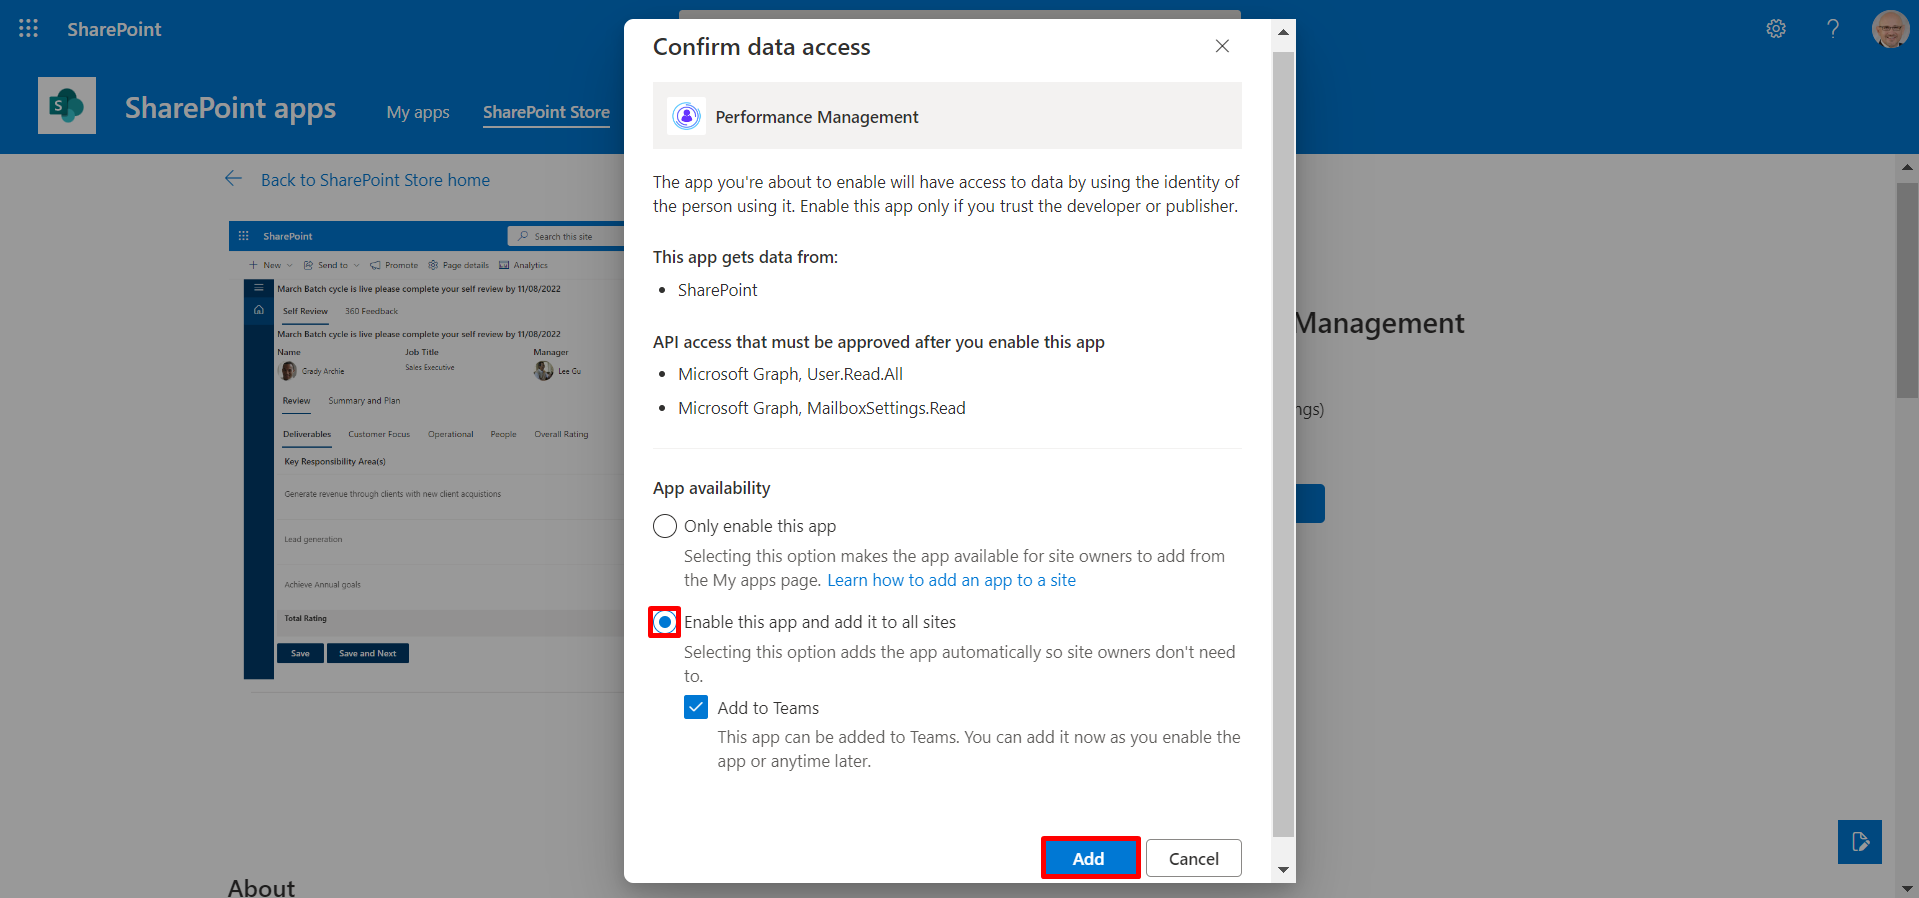 SharePoint
SharePoint apps
My apps
SharePoint Store
Back to SharePoint Store home
SharePoint
Search this site
New
Send to
Promote
Page details
Analytics
March Batch cycle is live please complete your self review by 11/08/2022
Self Review
360 Feedback
March Batch cycle is live please complete your self review by 11/08/2022
Name
Job Title
Manager
Grady Archie
Sales Executive
Lee Gu
Review
Summary and Plan
Deliverables
Customer Focus
Operational
People
Overall Rating
Key Responsibility Area(s)
Generate revenue through clients with new client acquistions
Lead generation
Achieve Annual goals
Total Rating
Save
Save and Next
About
Confirm data access
Performance Management
The app you're about to enable will have access to data by using the identity of
the person using it. Enable this app only if you trust the developer or publisher.
This app gets data from:
• SharePoint
API access that must be approved after you enable this app
• Microsoft Graph, User.Read.All
• Microsoft Graph, MailboxSettings.Read
App availability
Only enable this app
Selecting this option makes the app available for site owners to add from
the My apps page. Learn how to add an app to a site
Enable this app and add it to all sites
Selecting this option adds the app automatically so site owners don't need
to.
Add to Teams
This app can be added to Teams. You can add it now as you enable the
app or anytime later.
Add
Cancel
Management
ngs)